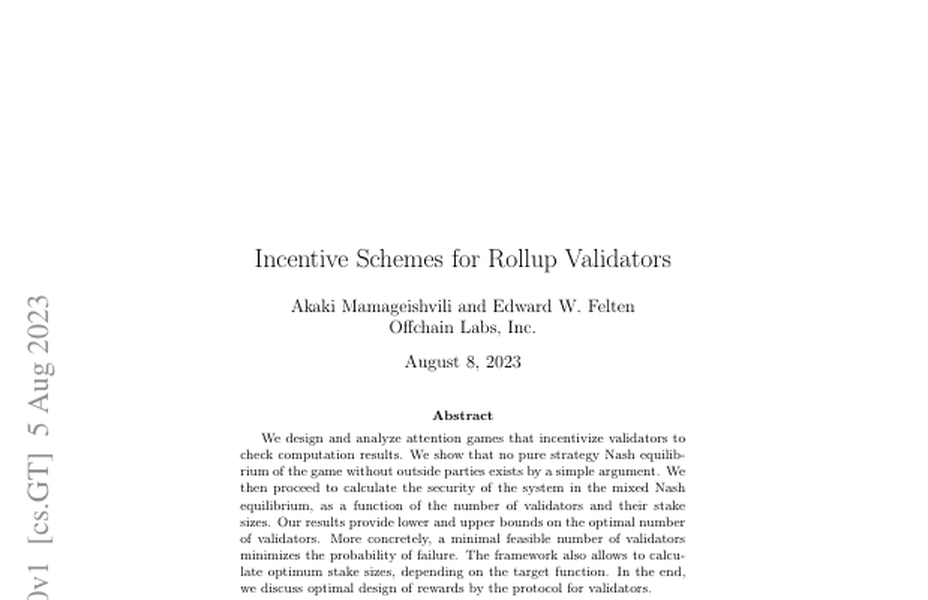 Incentive Schemes for Rollup Validators
Akaki Mamageishvili and Edward W. Felten
Offchain Labs, Inc.
August 8, 2023
Abstract
We design and analyze attention games that incentivize validators to
check computation results. We show that no pure strategy Nash equilib-
rium of the game without outside parties exists by a simple argument. We
then proceed to calculate the security of the system in the mixed Nash
equilibrium, as a function of the number of validators and their stake
sizes. Our results provide lower and upper bounds on the optimal number
of validators. More concretely, a minimal feasible number of validators
minimizes the probability of failure. The framework also allows to calcu-
late optimum stake sizes, depending on the target function. In the end,
we discuss optimal design of rewards by the protocol for validators.
0v1 [cs.GT] 5 Aug 2023